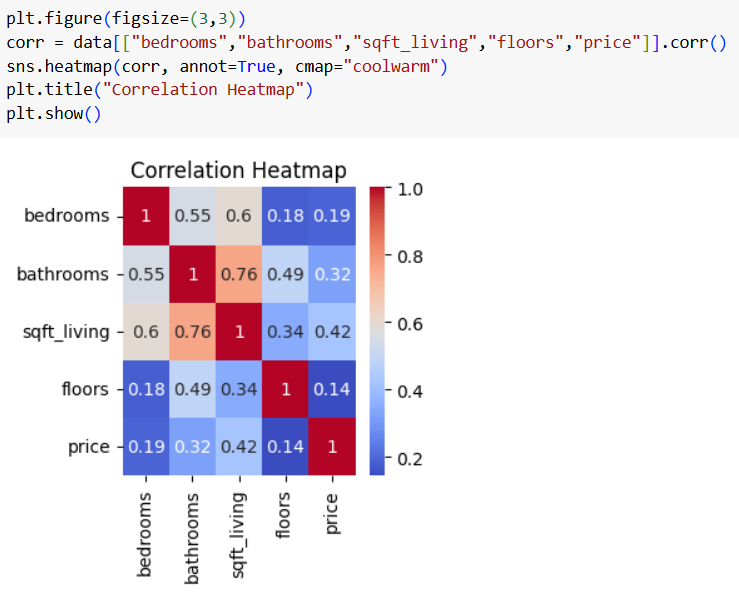 plt.figure(figsize=(3,3))
corr = data[["bedrooms","bathrooms","sqft_living","floors","price"]].corr()
sns.heatmap(corr, annot=True, cmap="coolwarm")
plt.title("Correlation Heatmap")
plt.show()
Correlation Heatmap
bedrooms 1 0.55 0.6 0.18 0.19
bathrooms 0.55 1 0.76 0.49 0.32
sqft_living 0.6 0.76 1 0.34 0.42
floors 0.18 0.49 0.34 1 0.14
price 0.19 0.32 0.42 0.14 1
bedrooms
bathrooms
sqft_living
floors
price
1.0
0.8
0.6
0.4
0.2